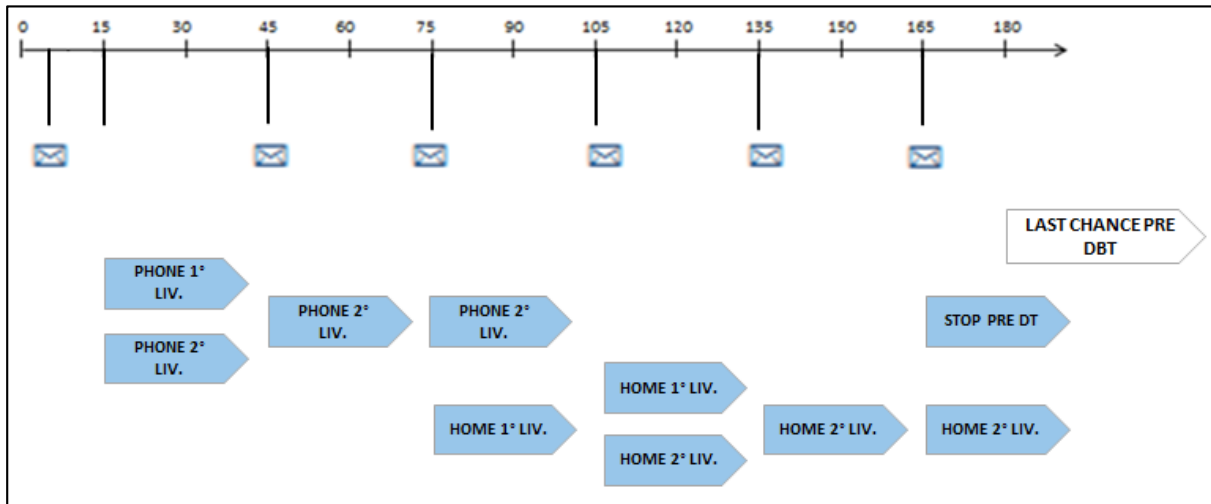 0 15 30 45 60 75 90 105 120 135 150 165 180
LAST CHANCE PRE
DBT
PHONE 1°
LIV.
PHONE 2°
LIV.
PHONE 2°
LIV.
STOP PRE DT
PHONE 2°
LIV.
HOME 1° LIV.
HOME 1° LIV.
HOME 2° LIV.
HOME 2° LIV.
HOME 2° LIV.